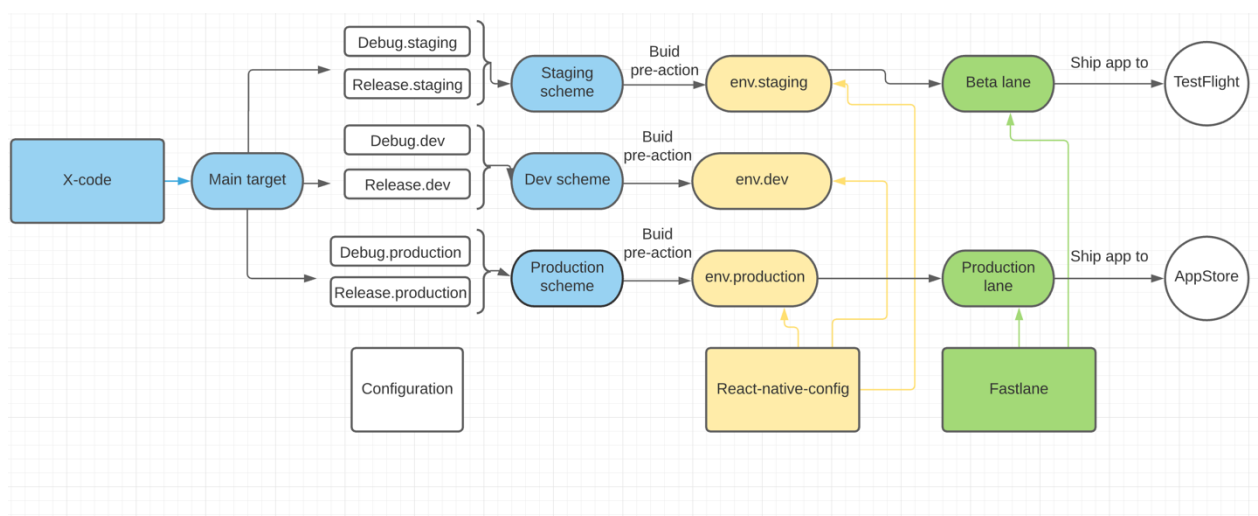 Debug.staging
Release.staging
Staging
scheme
Buid
pre-action
env.staging
Beta lane
Ship app to
TestFlight
X-code
Main target
Debug.dev
Release.dev
Dev scheme
Buid
pre-action
env.dev
Debug.production
Release.production
Production
scheme
Buid
pre-action
env.production
Production
lane
Ship app to
AppStore
Configuration
React-native-config
Fastlane